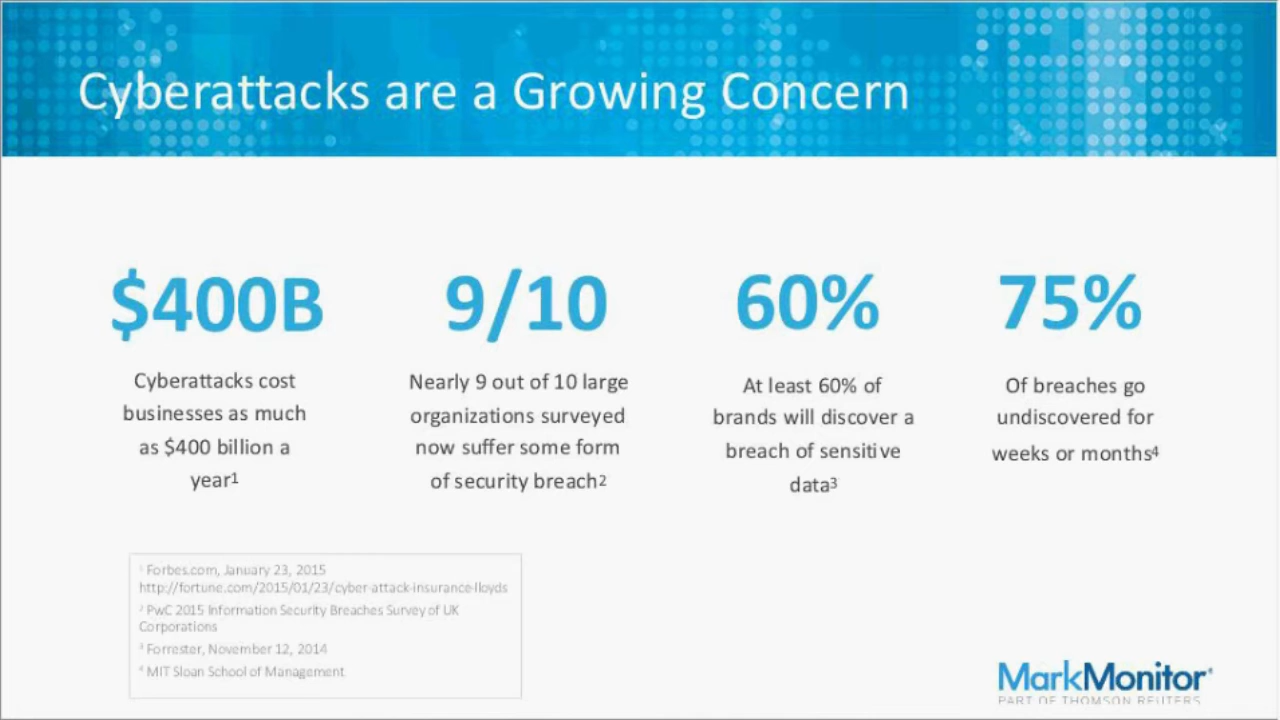 Cyberattacks are a Growing Concern
$400B
Cyberattacks cost
businesses as much
as $400 billion a
year1
9/10
Nearly 9 out of 10 large
organizations surveyed
now suffer some form
of security breach2
60%
At least 60% of
brands will discover a
breach of sensitive
data3
75%
Of breaches go
undiscovered for
weeks or months4
1 Forbes.com, January 23, 2015
http://fortune.com/2015/01/23/cyber-attack-insurance-lloyds
2 PwC 2015 Information Security Breaches Survey of UK
Corporations
3 Forrester, November 12, 2014
4 MIT Sloan School of Management
MarkMonitor
PART OF THOMSON REUTERS